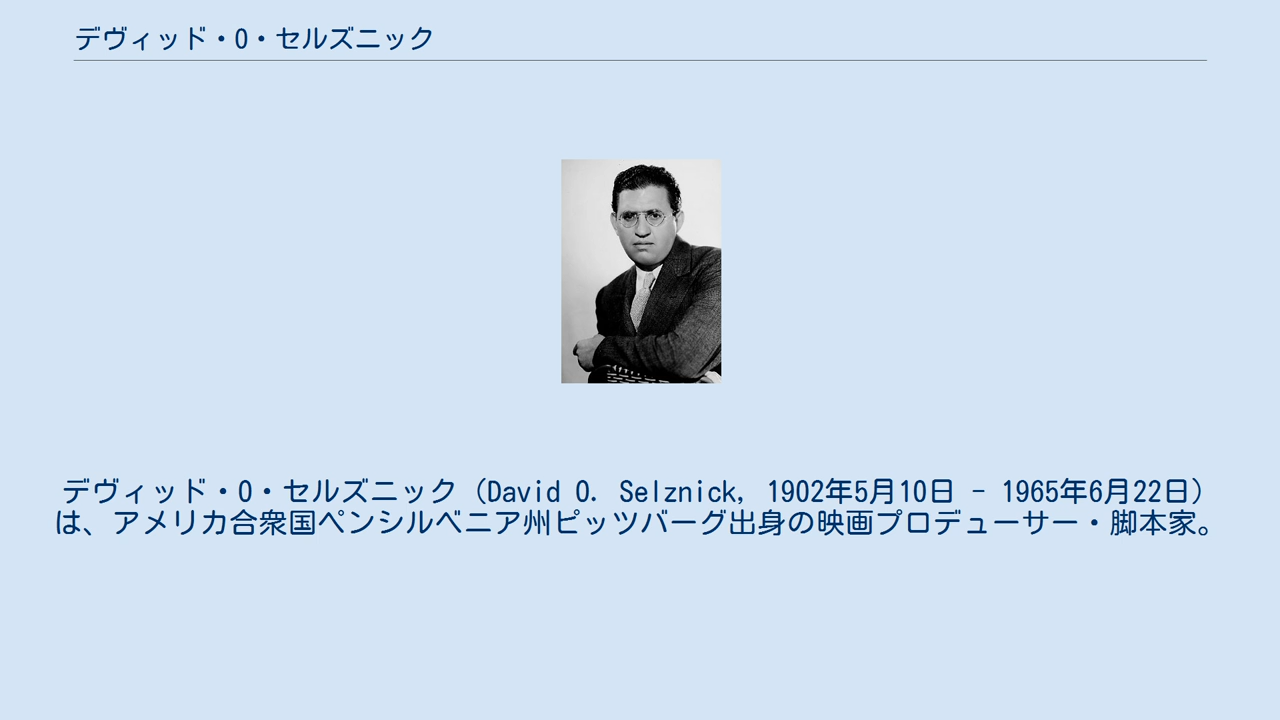 デヴィッド・O・セルズニック
デヴィッド・O・セルズニック（David O. Selznick, 1902年5月10日 - 1965年6月22日）
は、アメリカ合衆国ペンシルベニア州ピッツバーグ出身の映画プロデューサー・脚本家。